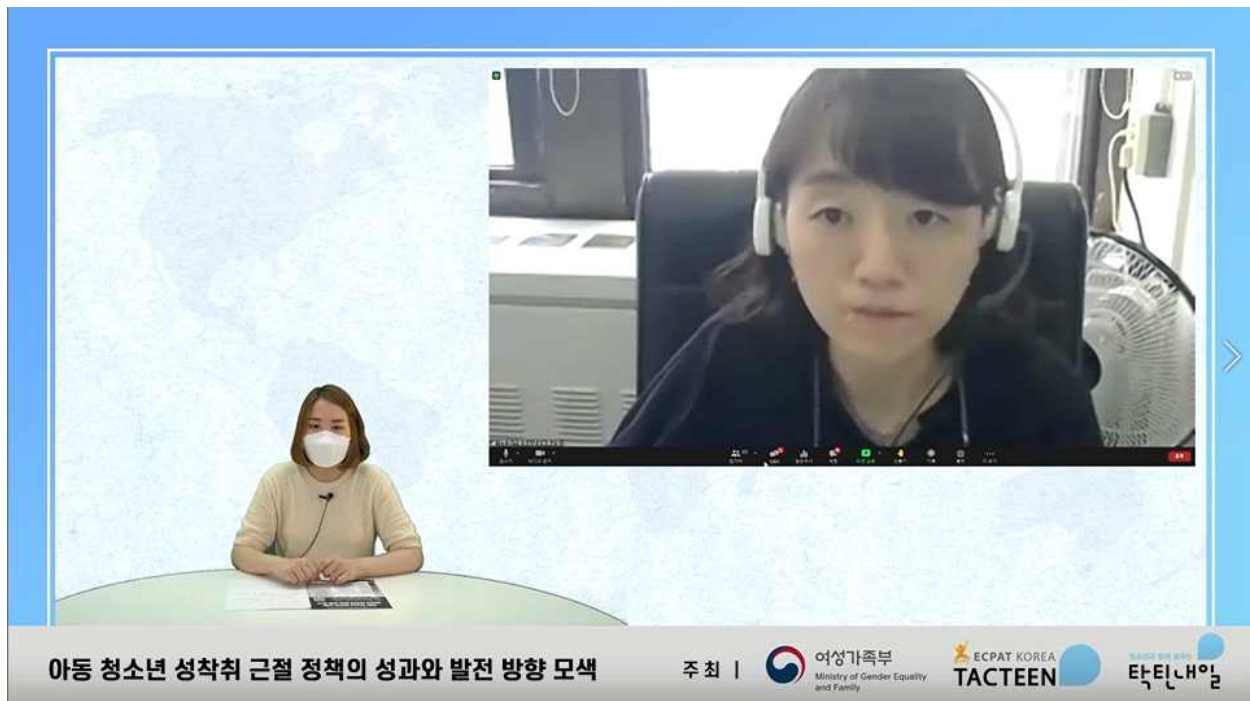 아동 청소년 성착취 근절 정책의 성과와 발전 방향 모색
주최 |
여성가족부
Ministry of Gender Equality
and Family
ECPAT KOREA
TACTEEN
탁틴내일